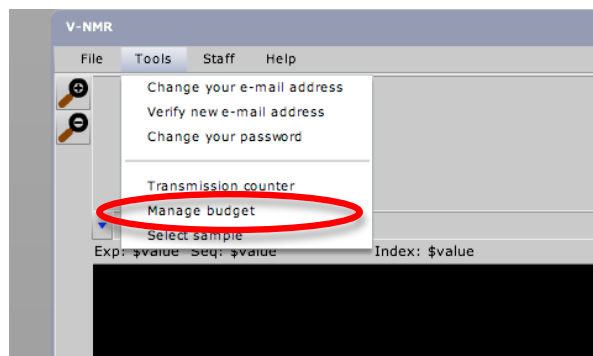 V-NMR
File Tools Staff Help
Change your e-mail address
Verify new e-mail address
Change your password
Transmission counter
Manage budget
Select sample
Exp: $value Seq: $value Index: $value